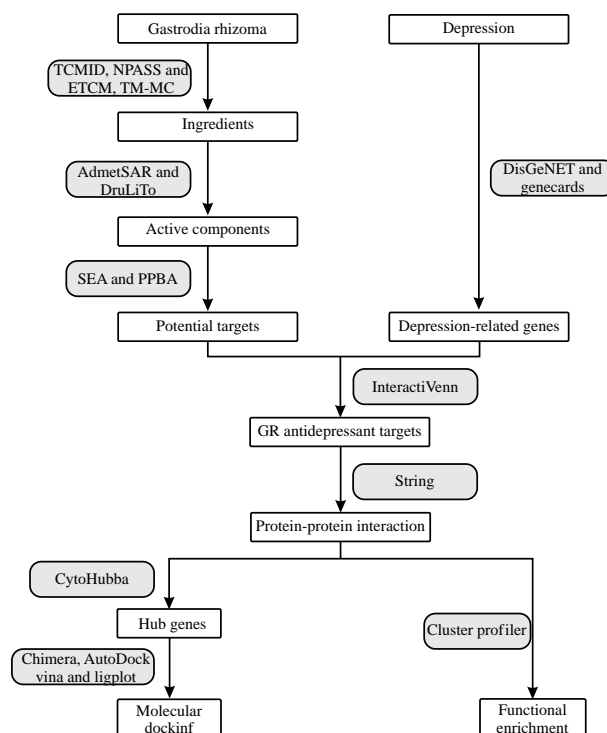 Gastrodia rhizoma
Depression
TCMID, NPASS and
ETCM, TM-MC
Ingredients
AdmetSAR and
DruLiTo
DisGeNET and
genecards
Active components
SEA and PPBA
Potential targets
Depression-related genes
InteractiVenn
GR antidepressant targets
String
Protein-protein interaction
CytoHubba
Hub genes
Cluster profiler
Chimera, AutoDock
vina and ligplot
Molecular
dockinf
Functional
enrichment